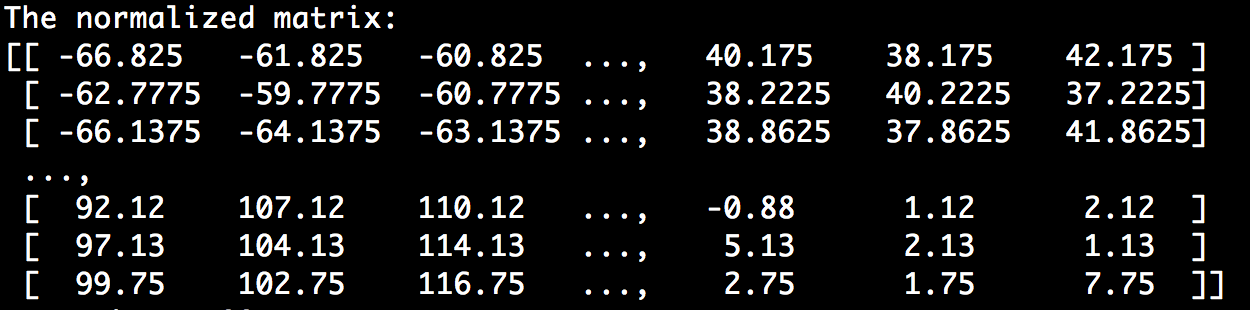 The normalized matrix:
[[ -66.825   -61.825   -60.825  ...,   40.175    38.175    42.175 ]
 [ -62.7775  -59.7775  -60.7775 ...,   38.2225   40.2225   37.2225]
 [ -66.1375  -64.1375  -63.1375 ...,   38.8625   37.8625   41.8625]
 ...,
 [  92.12    107.12    110.12   ...,   -0.88      1.12      2.12  ]
 [  97.13    104.13    114.13   ...,    5.13      2.13      1.13  ]
 [  99.75    102.75    116.75   ...,    2.75      1.75      7.75  ]]